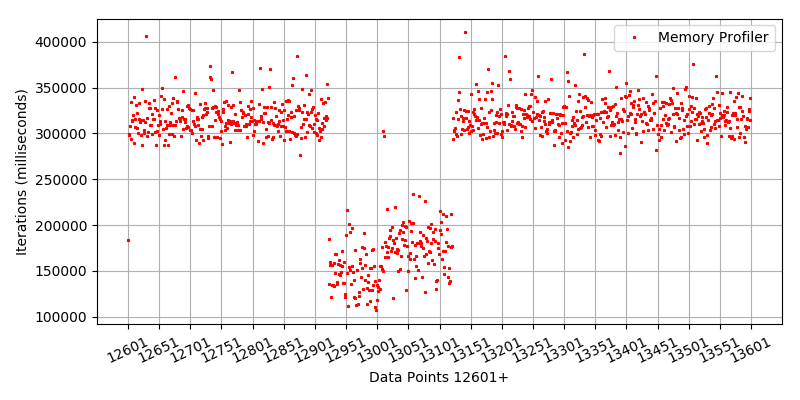 Memory Profiler
400000
350000
300000
250000
200000
150000
100000
Iterations (milliseconds)
12601 12651 12701 12751 12801 12851 12901 12951 13001 13051 13101 13151 13201 13251 13301 13351 13401 13451 13501 13551 13601
Data Points 12601+